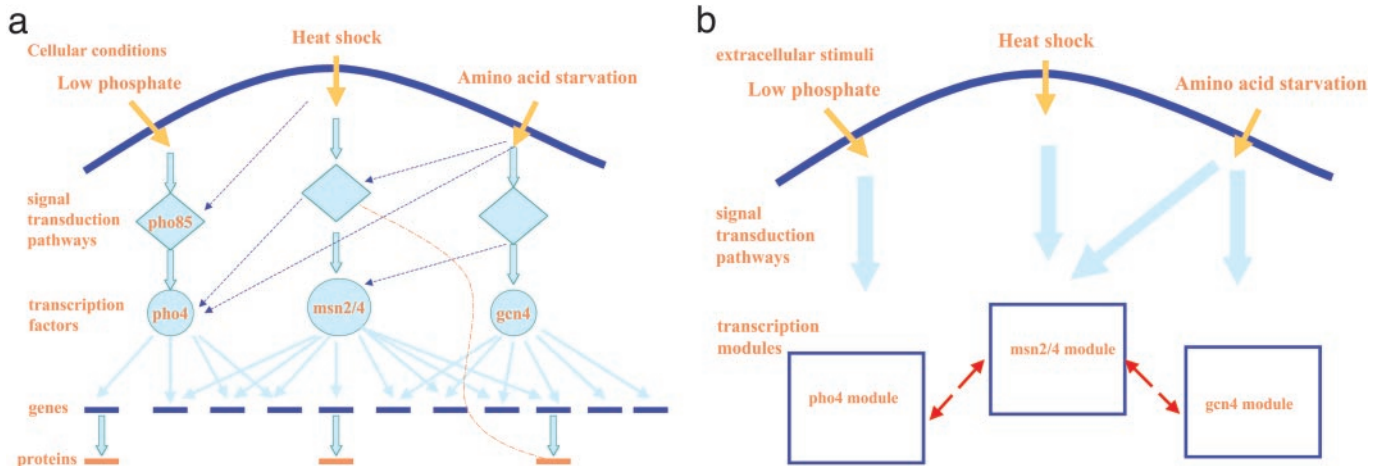 a
Cellular conditions
Heat shock
Low phosphate
Amino acid starvation
signal
transduction
pathways
pho85
transcription
factors
pho4
msn2/4
gcn4
genes
proteins
b
extracellular stimuli
Heat shock
Low phosphate
Amino acid starvation
signal
transduction
pathways
transcription
modules
pho4 module
msn2/4 module
gcn4 module